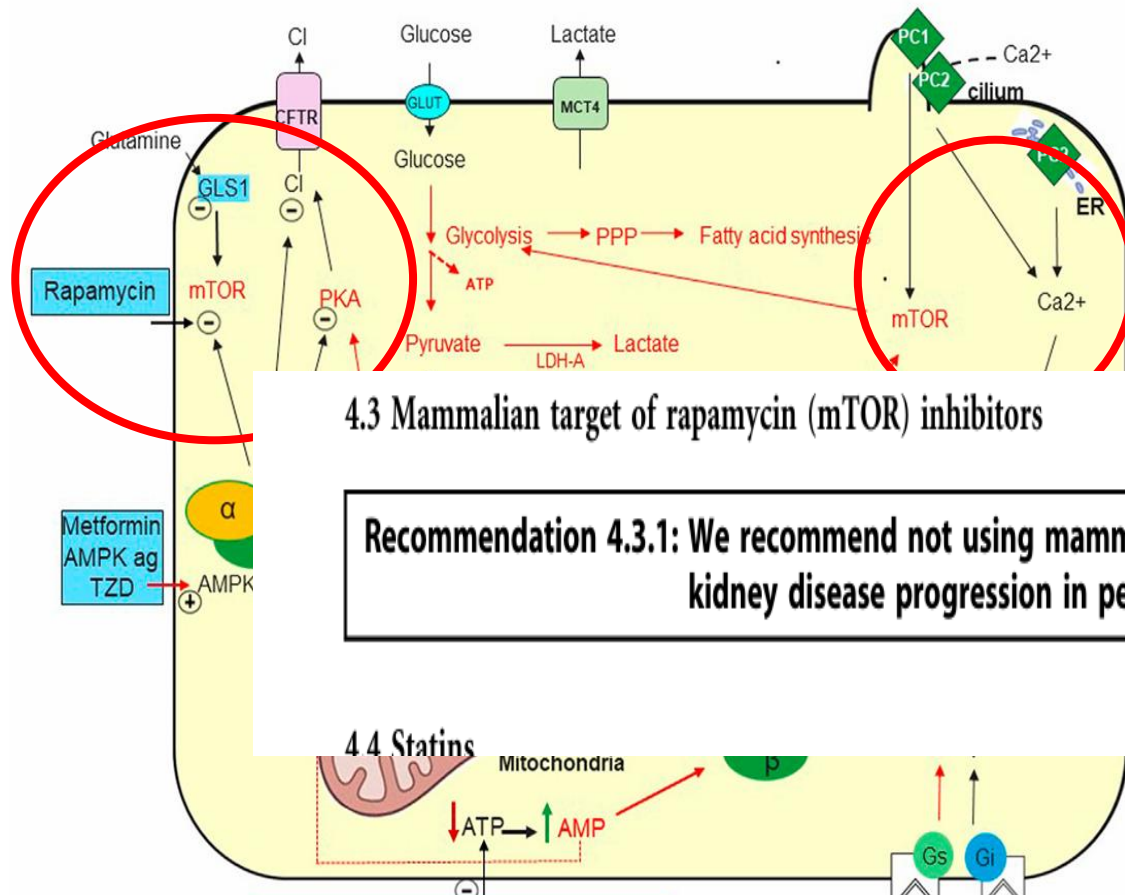 Cl
Glucose
Lactate
PC1
Ca2+
PC2
cilium
CFTR
GLUT
MCT4
Glutamine
Glucose
PC2
GLS1
Cl
ER
Glycolysis
PPP
Fatty acid synthesis
ATP
Rapamycin
mTOR
PKA
Ca2+
mTOR
Pyruvate
Lactate
LDH-A
4.3 Mammalian target of rapamycin (mTOR) inhibitors
Recommendation 4.3.1: We recommend not using
kidney disease progression in
α
Metformin
AMPK ag
TZD
AMPK
4.4 Statins
Mitochondria
β
ATP
AMP
Gs
Gi